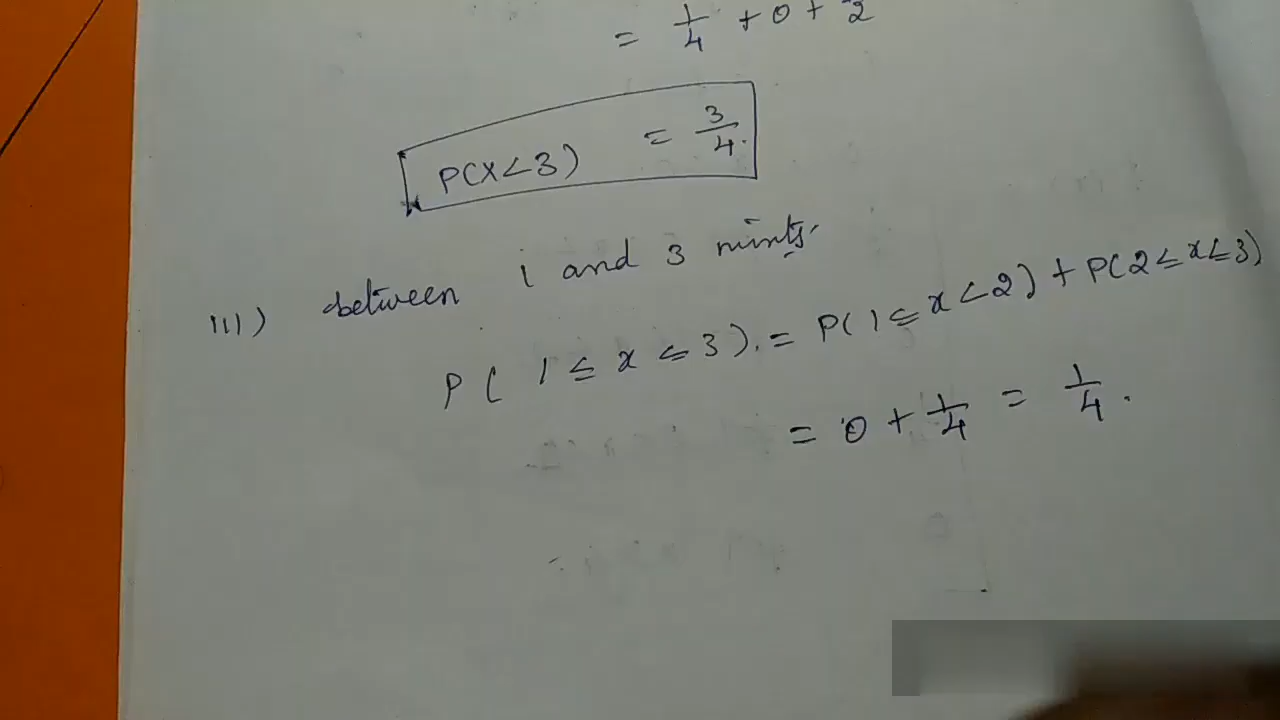 = 1/4 + 0 + 2
P(X<3) = 3/4.
III) between 1 and 3
P( 1 ≤ x ≤ 3). = P(1 ≤ x < 2) + P(2 ≤ x ≤ 3)
= 0 + 1/4 = 1/4.